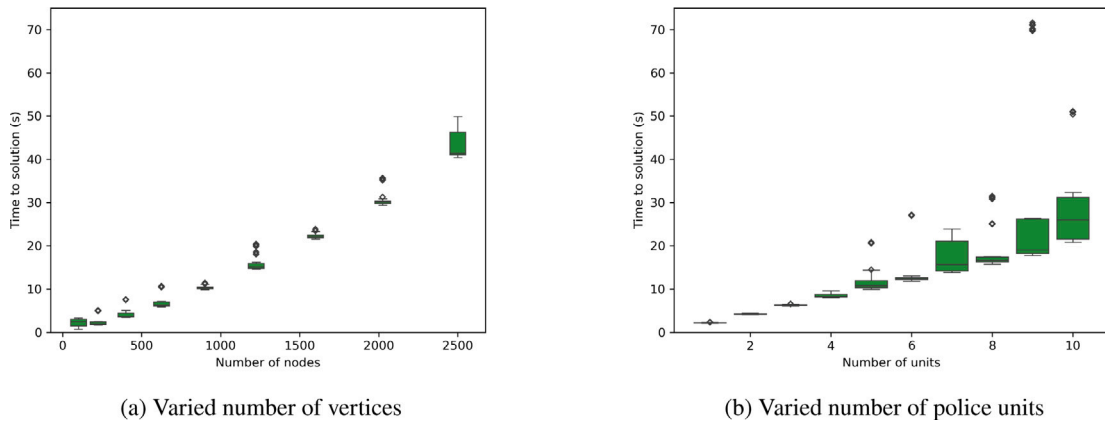 70
60
50
40
30
20
10
0
Time to solution (s)
0 500 1000 1500 2000 2500
Number of nodes
(a) Varied number of vertices
70
60
50
40
30
20
10
0
Time to solution (s)
2 4 6 8 10
Number of units
(b) Varied number of police units